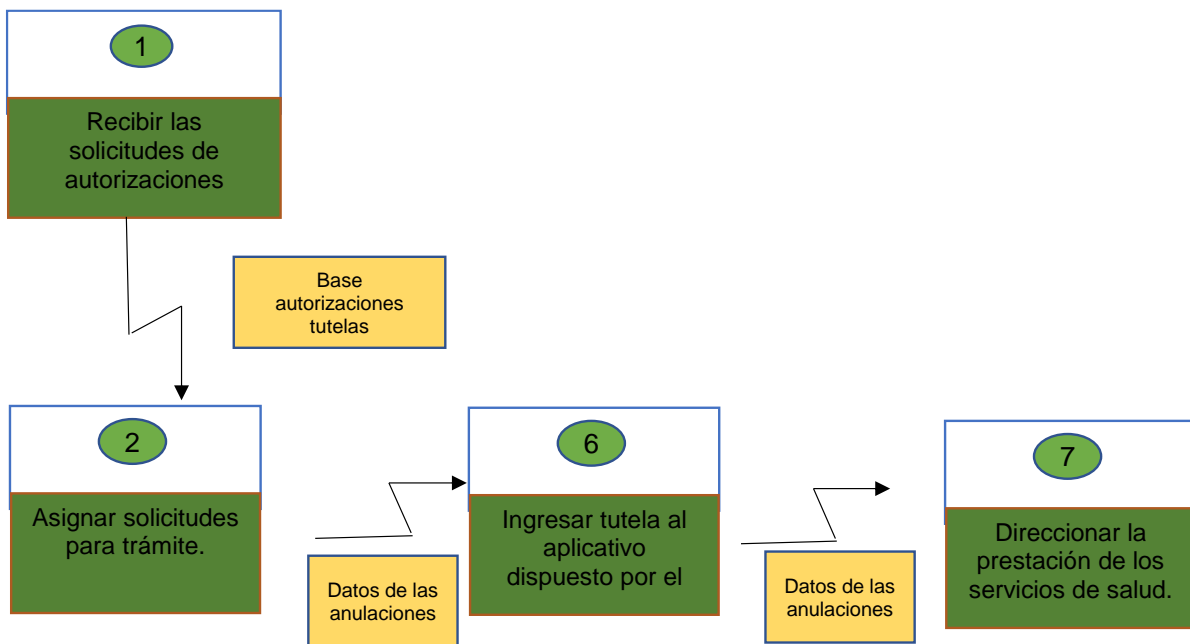 1
Recibir las
solicitudes de
autorizaciones
Base
autorizaciones
tutelas
2
Asignar solicitudes
para trámite.
Datos de las
anulaciones
6
Ingresar tutela al
aplicativo
dispuesto por el
Datos de las
anulaciones
7
Direccionar la
prestación de los
servicios de salud.